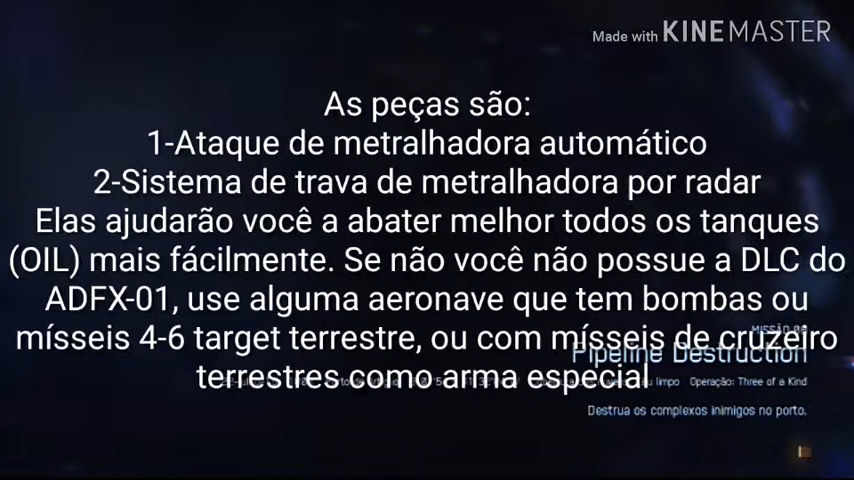 Made with KINEMASTER
As peças são:
1-Ataque de metralhadora automático
2-Sistema de trava de metralhadora por radar
Elas ajudarão você a abater melhor todos os tanques
(OIL) mais fácilmente. Se não você não possue a DLC do
ADFX-01, use alguma aeronave que tem bombas ou
mísseis 4-6 target terrestre, ou com mísseis de cruzeiro
terrestres como arma especial
Pipeline Destruction
limpo Operação: Three of a Kind
Destrua os complexos inimigos no porto.